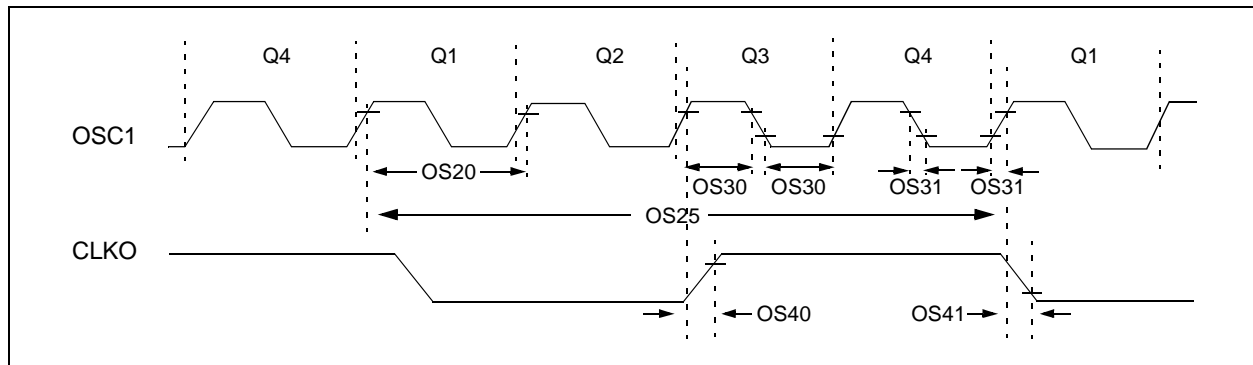 Q4 Q1 Q2 Q3 Q4 Q1
OSC1
OS20
OS30 OS30 OS31 OS31
OS25
CLKO
OS40 OS41